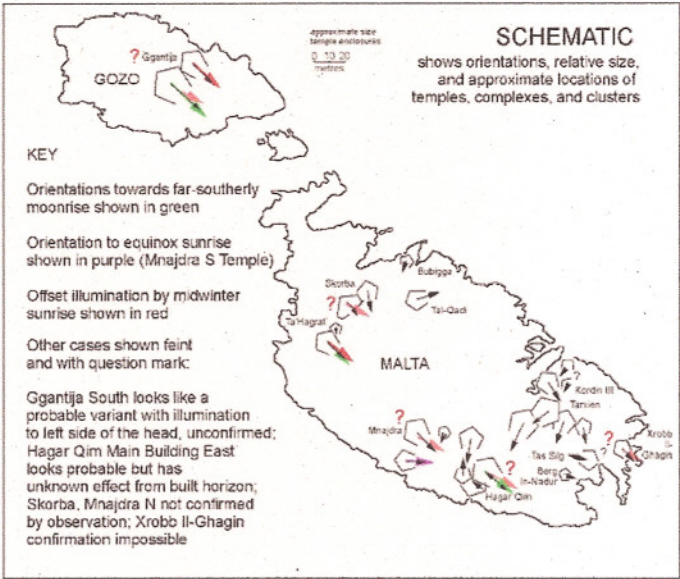 SCHEMATIC
shows orientations, relative size,
and approximate locations of
temples, complexes, and clusters
approximate size
temple enclosures
0 10 20
metres
? Ggantija
GOZO
KEY
Orientations towards far-southerly
moonrise shown in green
Orientation to equinox sunrise
shown in purple (Mnajdra S Temple)
Offset illumination by midwinter
sunrise shown in red
Other cases shown feint
and with question mark:
Ggantija South looks like a
probable variant with illumination
to left side of the head, unconfirmed;
Hagar Qim Main Building East
looks probable but has
unknown effect from built horizon;
Skorba, Mnajdra N not confirmed
by observation; Xrobb Il-Ghagin
confirmation impossible
Bubigga
Skorba
?
Tal-Qadi
Ta'Hagrat
MALTA
?
Kordin III
Tarxien
?
Mnajdra
?
Hagar Qim
Tas Silg
?
Borg
In-Nadur
?
Xrobb
Il-
Ghagin